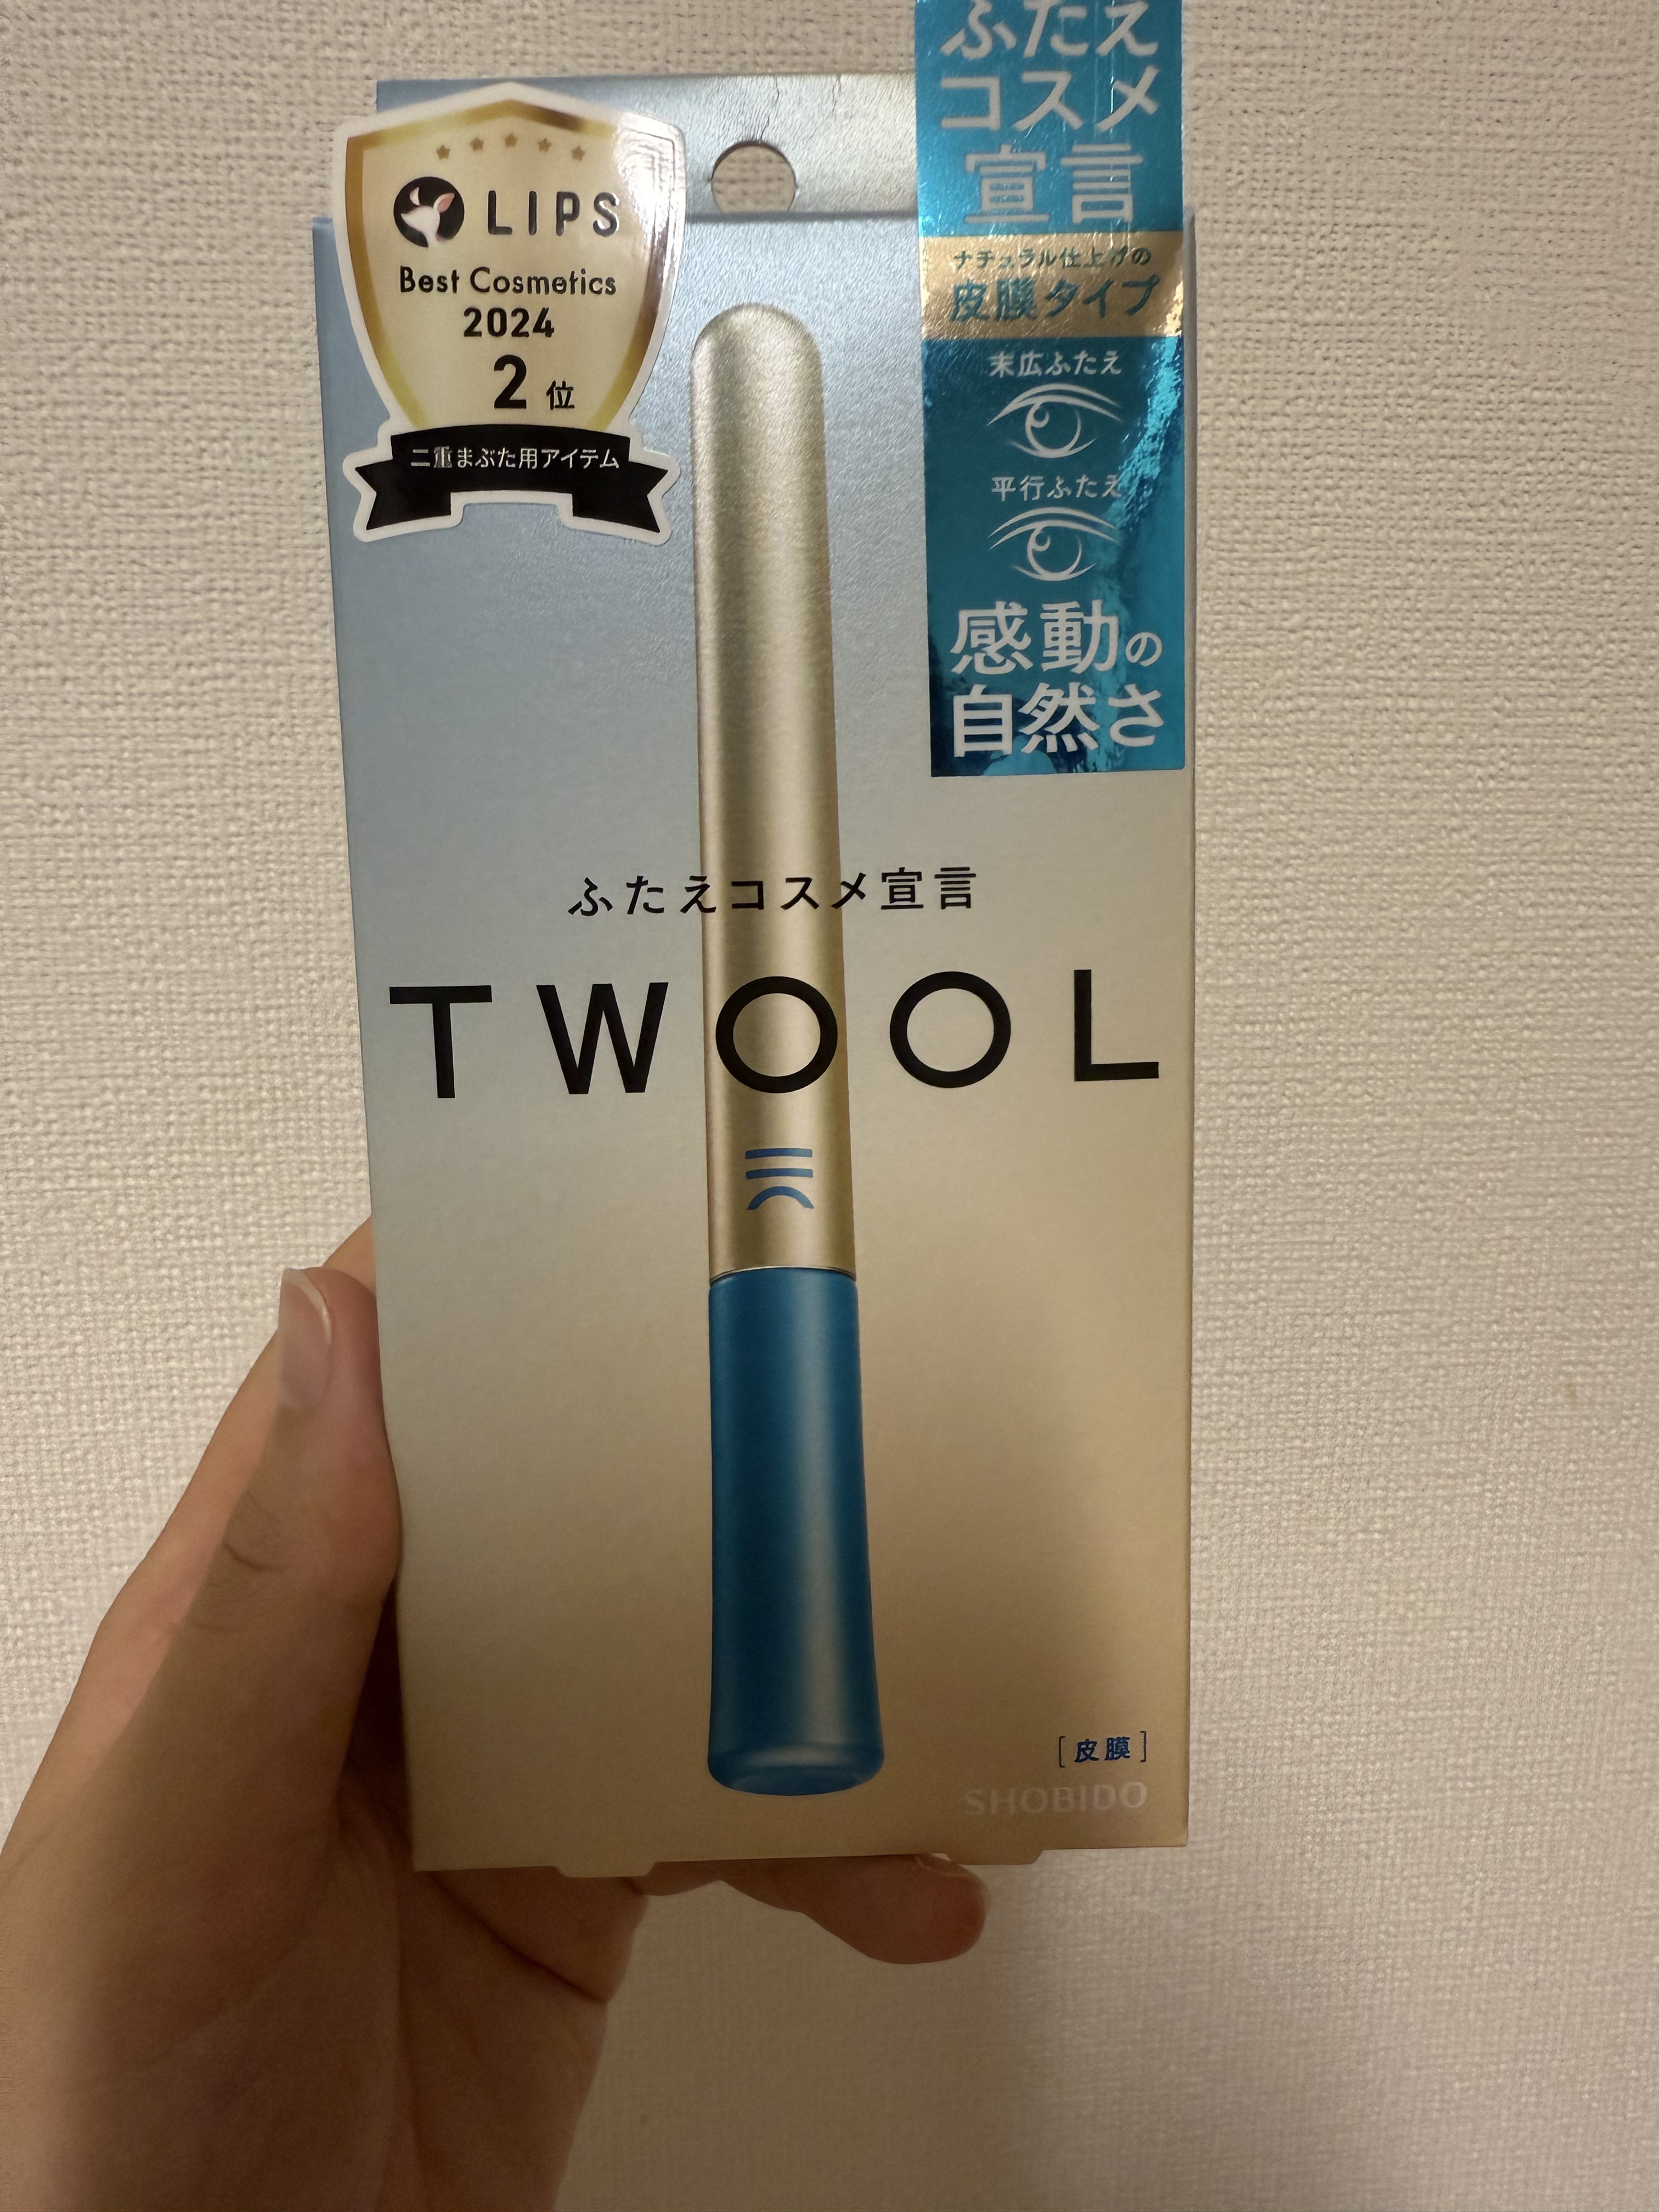 LIPS
Best Cosmetics
2024
2位
二重まぶた用アイテム
ふたえ
コスメ
宣言
ナチュラル仕上げの
皮膜タイプ
末広ふたえ
平行ふたえ
感動の
自然さ
ふたえコスメ宣言
TWOOL
[皮膜]
SHOBIDO